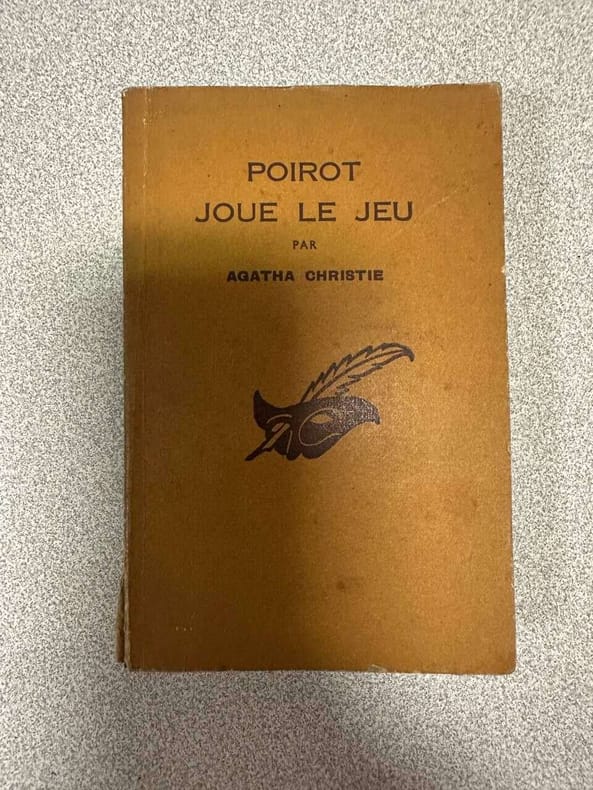 POIROT
JOUE LE JEU
PAR
AGATHA CHRISTIE